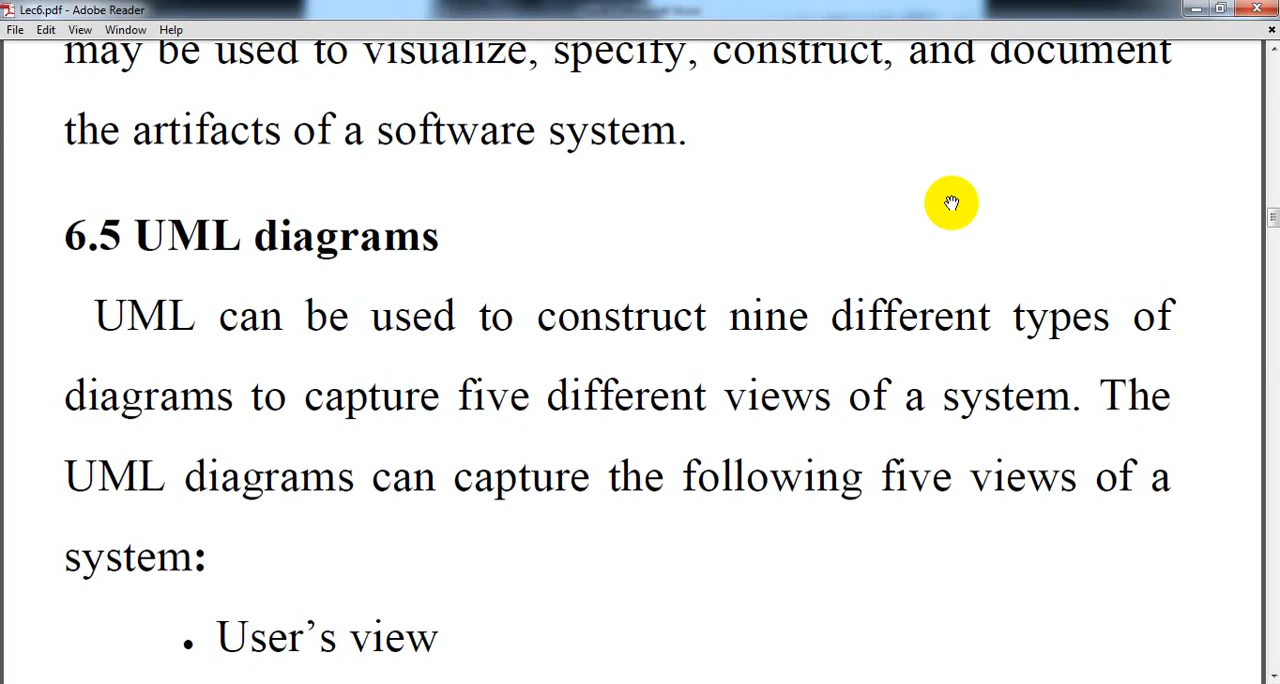 Lec6.pdf - Adobe Reader
File Edit View Window Help
may be used to visualize, specify, construct, and document
the artifacts of a software system.
6.5 UML diagrams
UML can be used to construct nine different types of
diagrams to capture five different views of a system. The
UML diagrams can capture the following five views of a
system:
• User’s view